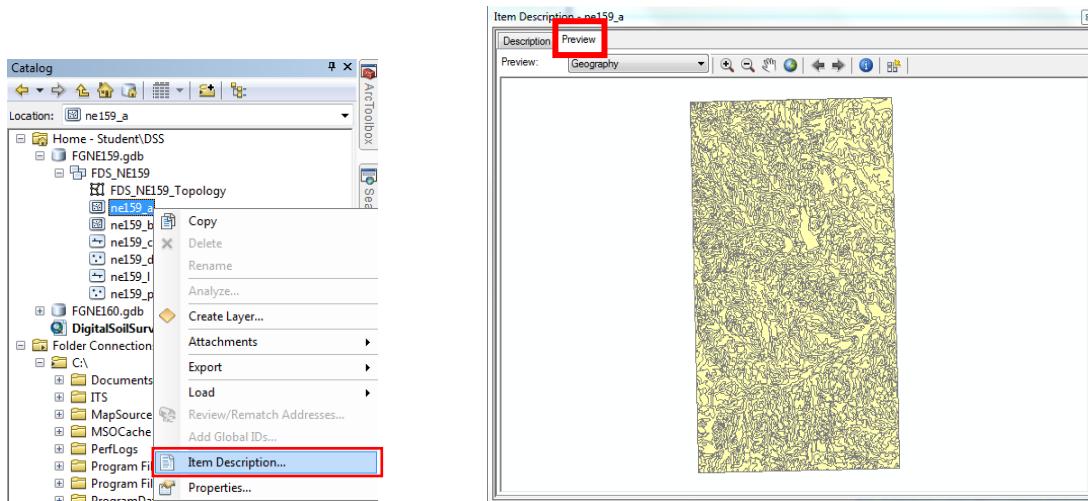 Catalog
Location: ne159_a
Home - Student\DSS
FGNE159.gdb
FDS_NE159
FDS_NE159_Topology
ne159_a
ne159_b
ne159_c
ne159_d
ne159_l
ne159_p
FGNE160.gdb
DigitalSoilSurv
Folder Connection
C:\
Documents
ITS
MapSource
MSOCache
PerfLogs
Program Fil
Program Fil
ProgramDat
Copy
Delete
Rename
Analyze...
Create Layer...
Attachments
Export
Load
Review/Rematch Addresses...
Add Global IDs...
Item Description...
Properties...
ArcToolbox
Sea
Item Description - ne159_a
Description Preview
Preview: Geography